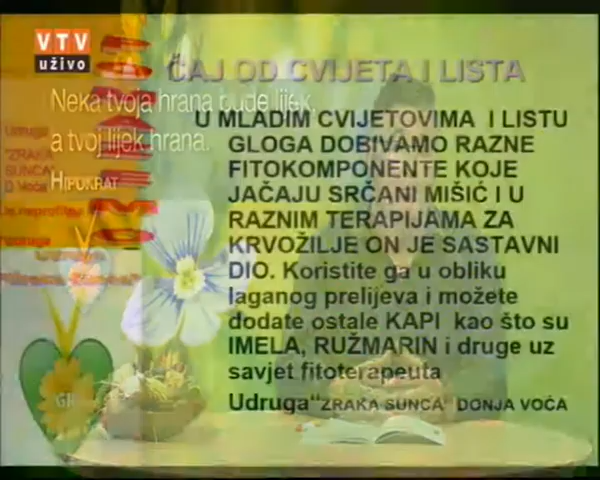 VTV
uživo
ČAJ OD CVIJETA I LISTA
Neka tvoja hrana bude lijek,
a tvoj lijek hrana.
HIPOKRAT
U MLADIM CVIJETOVIMA I LISTU
GLOGA DOBIVAMO RAZNE
FITOKOMPONENTE KOJE
JAČAJU SRČANI MIŠIĆ I U
RAZNIM TERAPIJAMA ZA
KRVOŽILJE ON JE SASTAVNI
DIO. Koristite ga u obliku
laganog prelijeva i možete
dodate ostale KAPI kao što su
IMELA, RUŽMARIN i druge uz
savjet fitoterapeuta
Udruga"ZRAKA SUNCA" DONJA VOĆA
Udruga
"ZRAKA
SUNCA"
D Voća